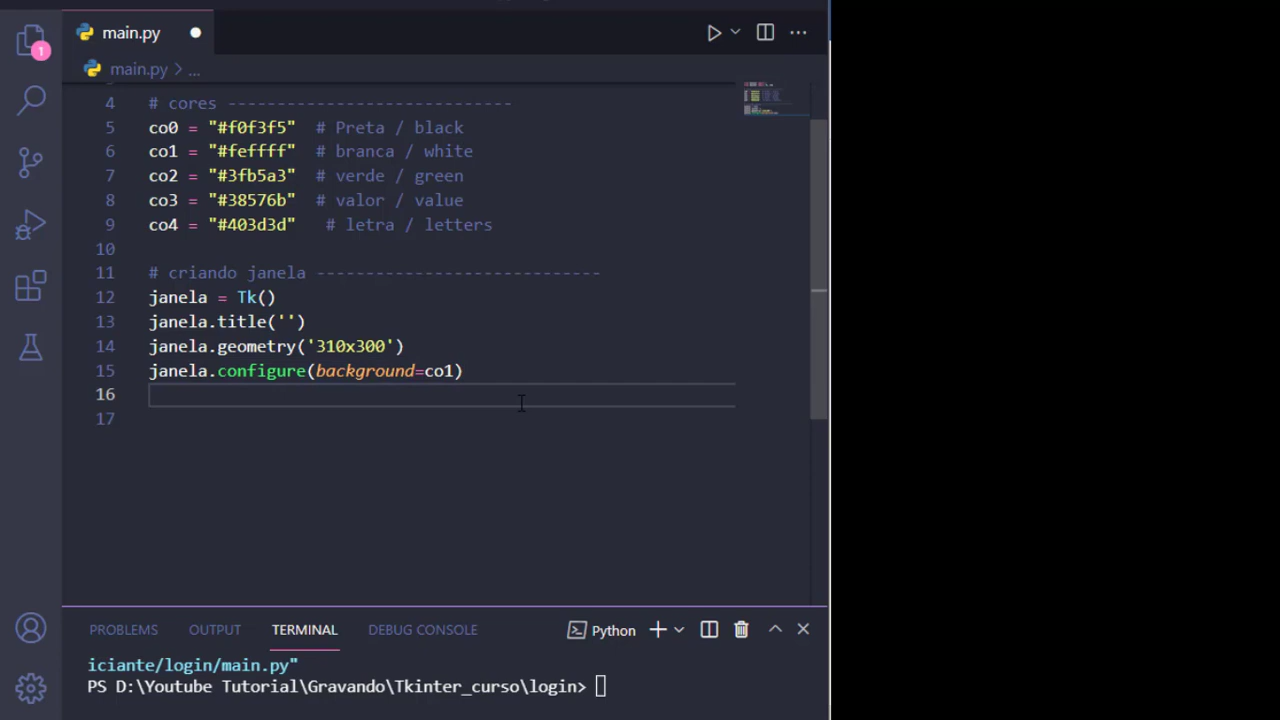 1
main.py
main.py > ...
4 # cores -----------------------------
5 co0 = "#f0f3f5"  # Preta / black
6 co1 = "#feffff"  # branca / white
7 co2 = "#3fb5a3"  # verde / green
8 co3 = "#38576b"  # valor / value
9 co4 = "#403d3d"   # letra / letters
10
11 # criando janela -----------------------------
12 janela = Tk()
13 janela.title('')
14 janela.geometry('310x300')
15 janela.configure(background=co1)
16
17
PROBLEMS OUTPUT TERMINAL DEBUG CONSOLE Python
iciante/login/main.py"
PS D:\Youtube Tutorial\Gravando\Tkinter_curso\login>